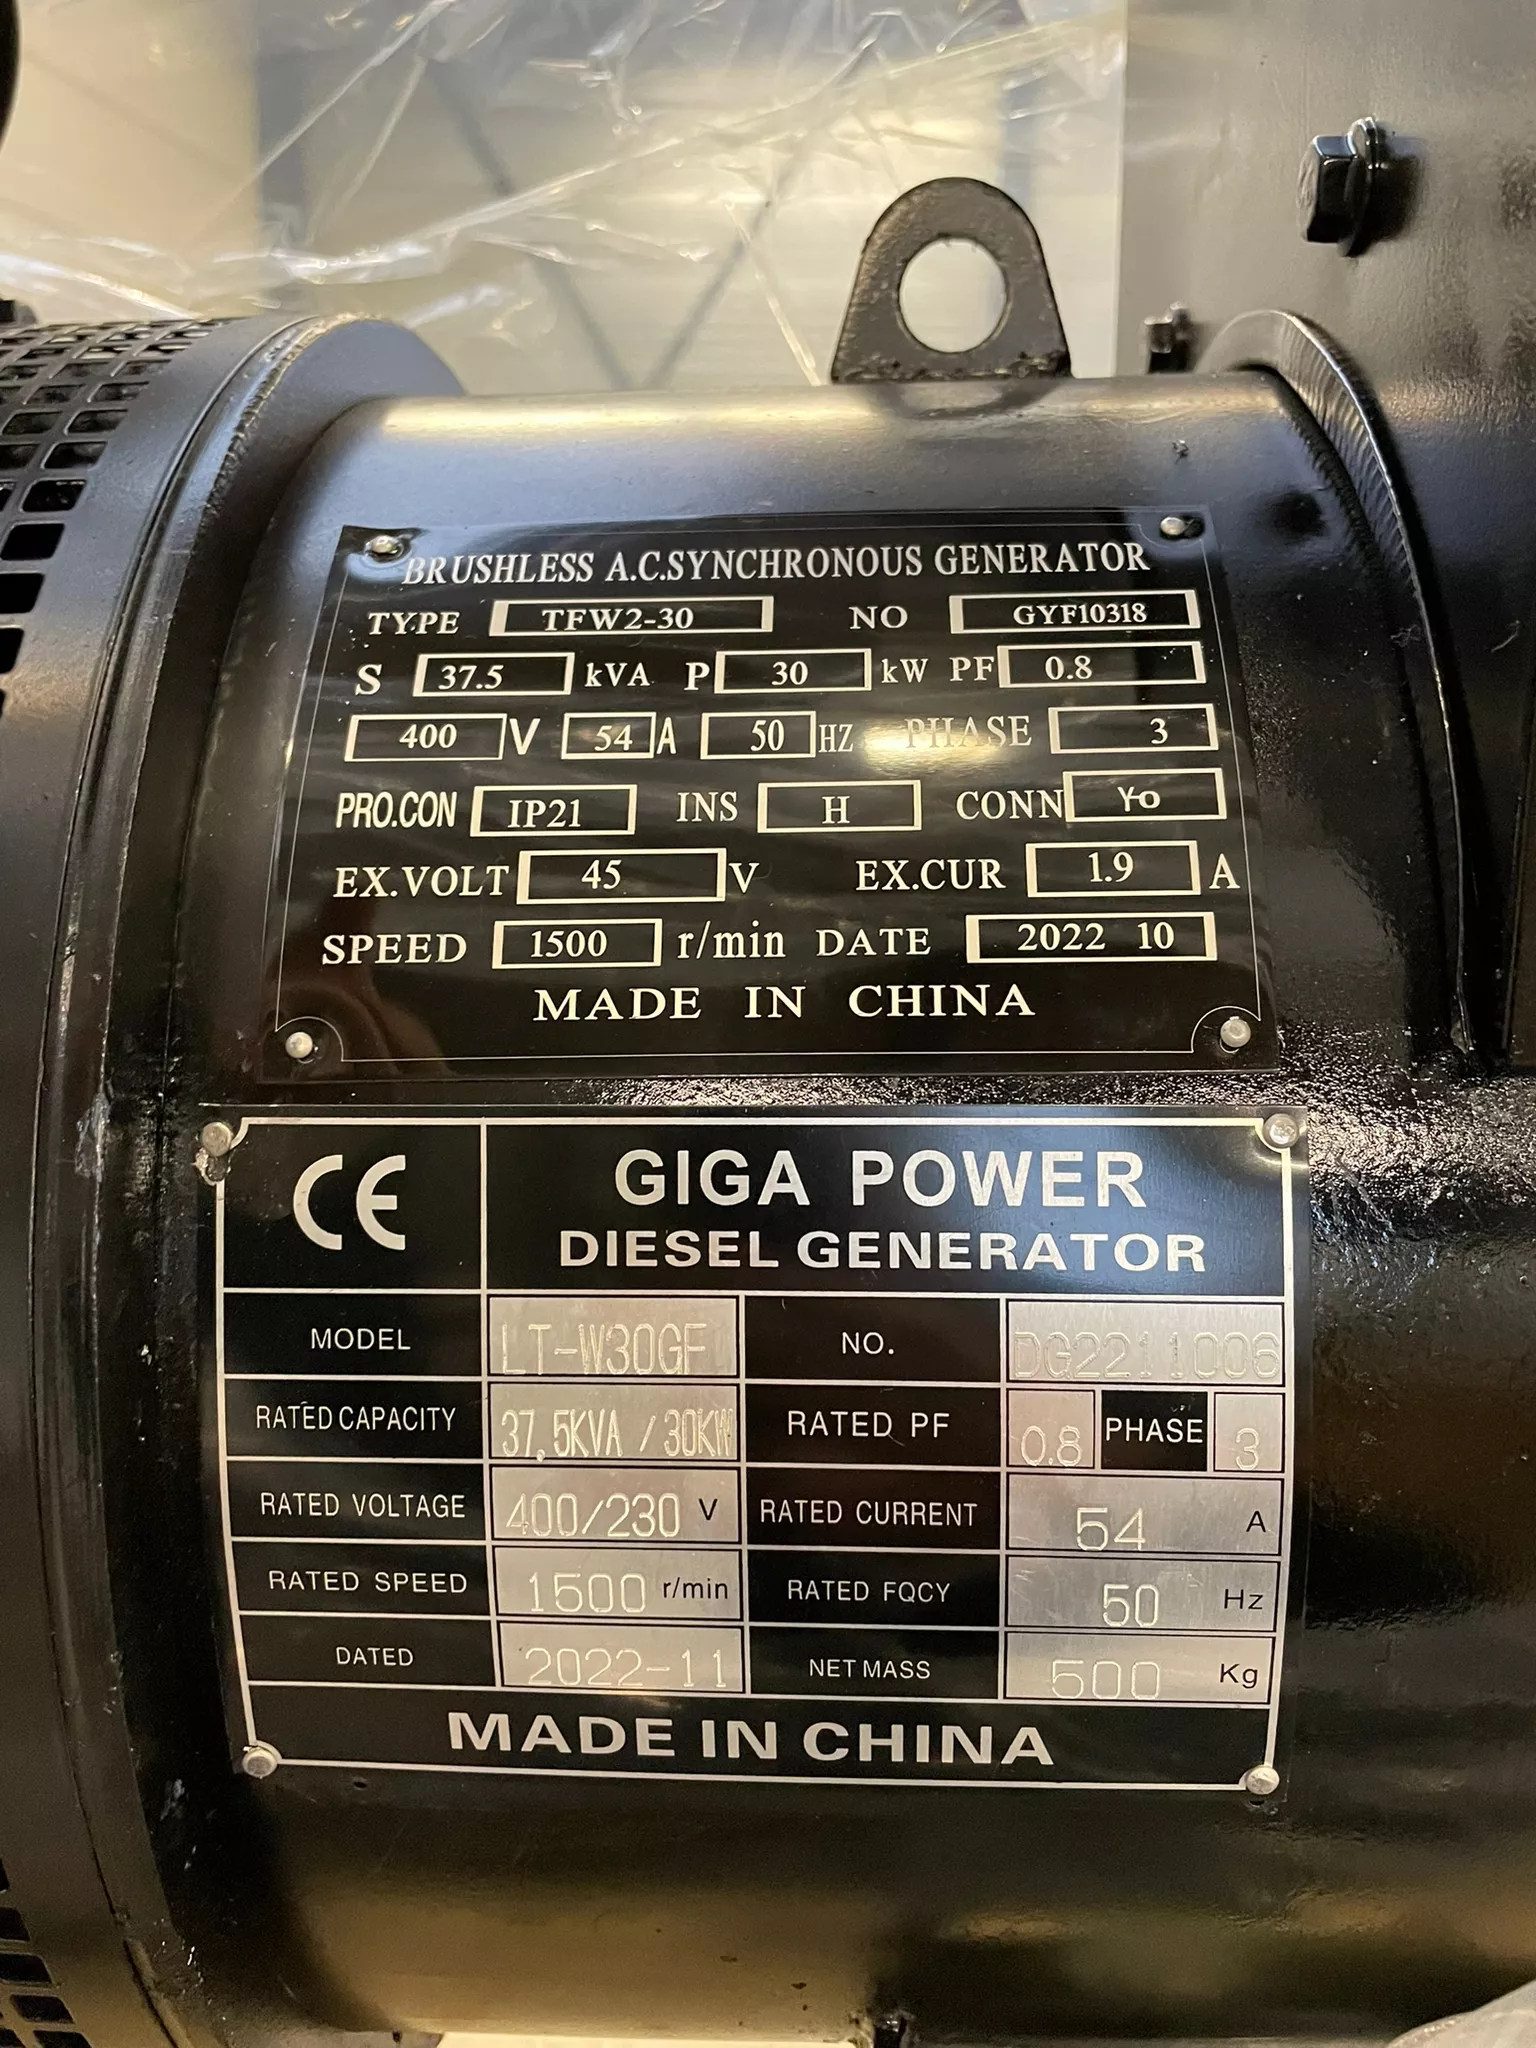 BRUSHLESS A.C.SYNCHRONOUS GENERATOR
TYPE TFW2-30 NO GYF10318
S 37.5 kVA P 30 kW PF 0.8
400 V 54 A 50 HZ PHASE 3
PRO.CON IP21 INS H CONN Yo
EX.VOLT 45 V EX.CUR 1.9 A
SPEED 1500 r/min DATE 2022 10
MADE IN CHINA
CE GIGA POWER
DIESEL GENERATOR
MODEL LT-W30GF NO. DG2211006
RATED CAPACITY 37.5KVA /30KW RATED PF 0.8 PHASE 3
RATED VOLTAGE 400/230 V RATED CURRENT 54 A
RATED SPEED 1500 r/min RATED FQCY 50 Hz
DATED 2022-11 NET MASS 500 Kg
MADE IN CHINA